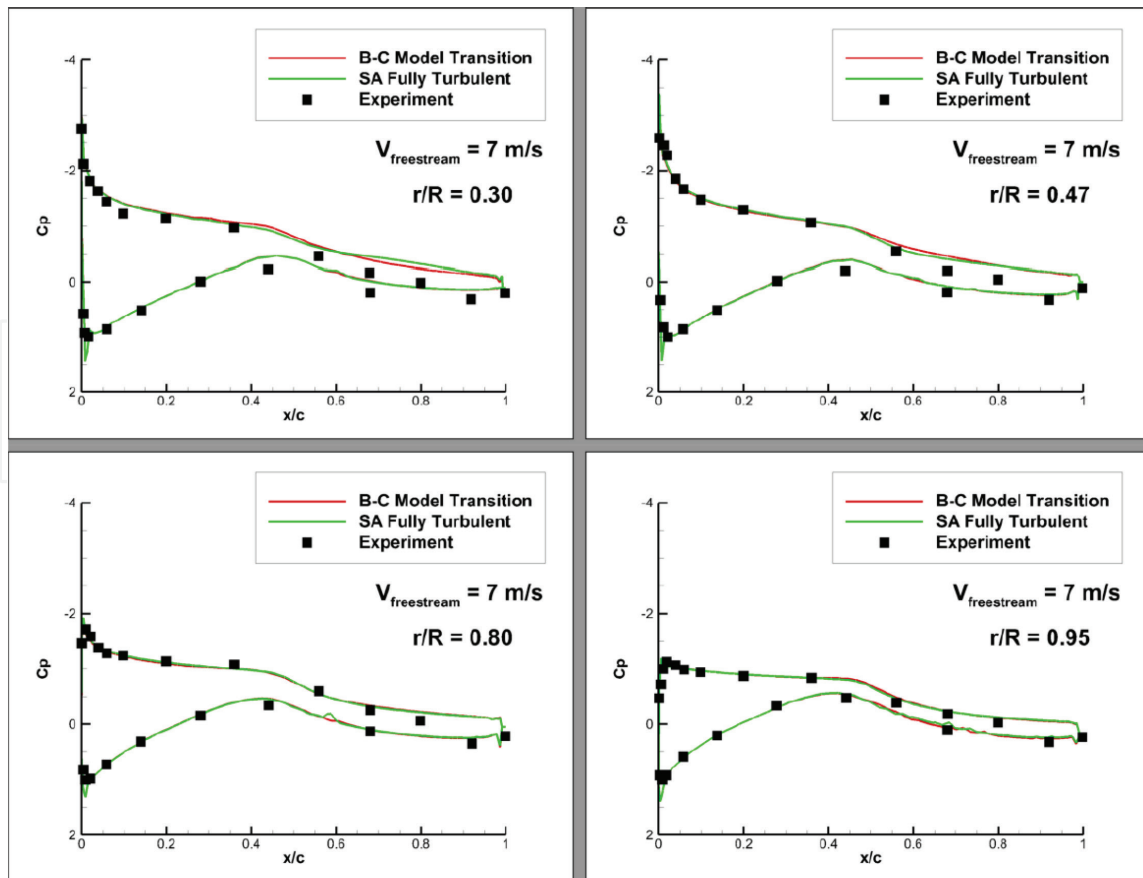 -4
B-C Model Transition
SA Fully Turbulent
Experiment
V freestream = 7 m/s
-2
r/R = 0.30
Cp
0
2
0 0.2 0.4 0.6 0.8 1
x/c
-4
B-C Model Transition
SA Fully Turbulent
Experiment
V freestream = 7 m/s
-2
r/R = 0.47
Cp
0
2
0 0.2 0.4 0.6 0.8 1
x/c
-4
B-C Model Transition
SA Fully Turbulent
Experiment
V freestream = 7 m/s
-2
r/R = 0.80
Cp
0
2
0 0.2 0.4 0.6 0.8 1
x/c
-4
B-C Model Transition
SA Fully Turbulent
Experiment
V freestream = 7 m/s
-2
r/R = 0.95
Cp
0
2
0 0.2 0.4 0.6 0.8 1
x/c